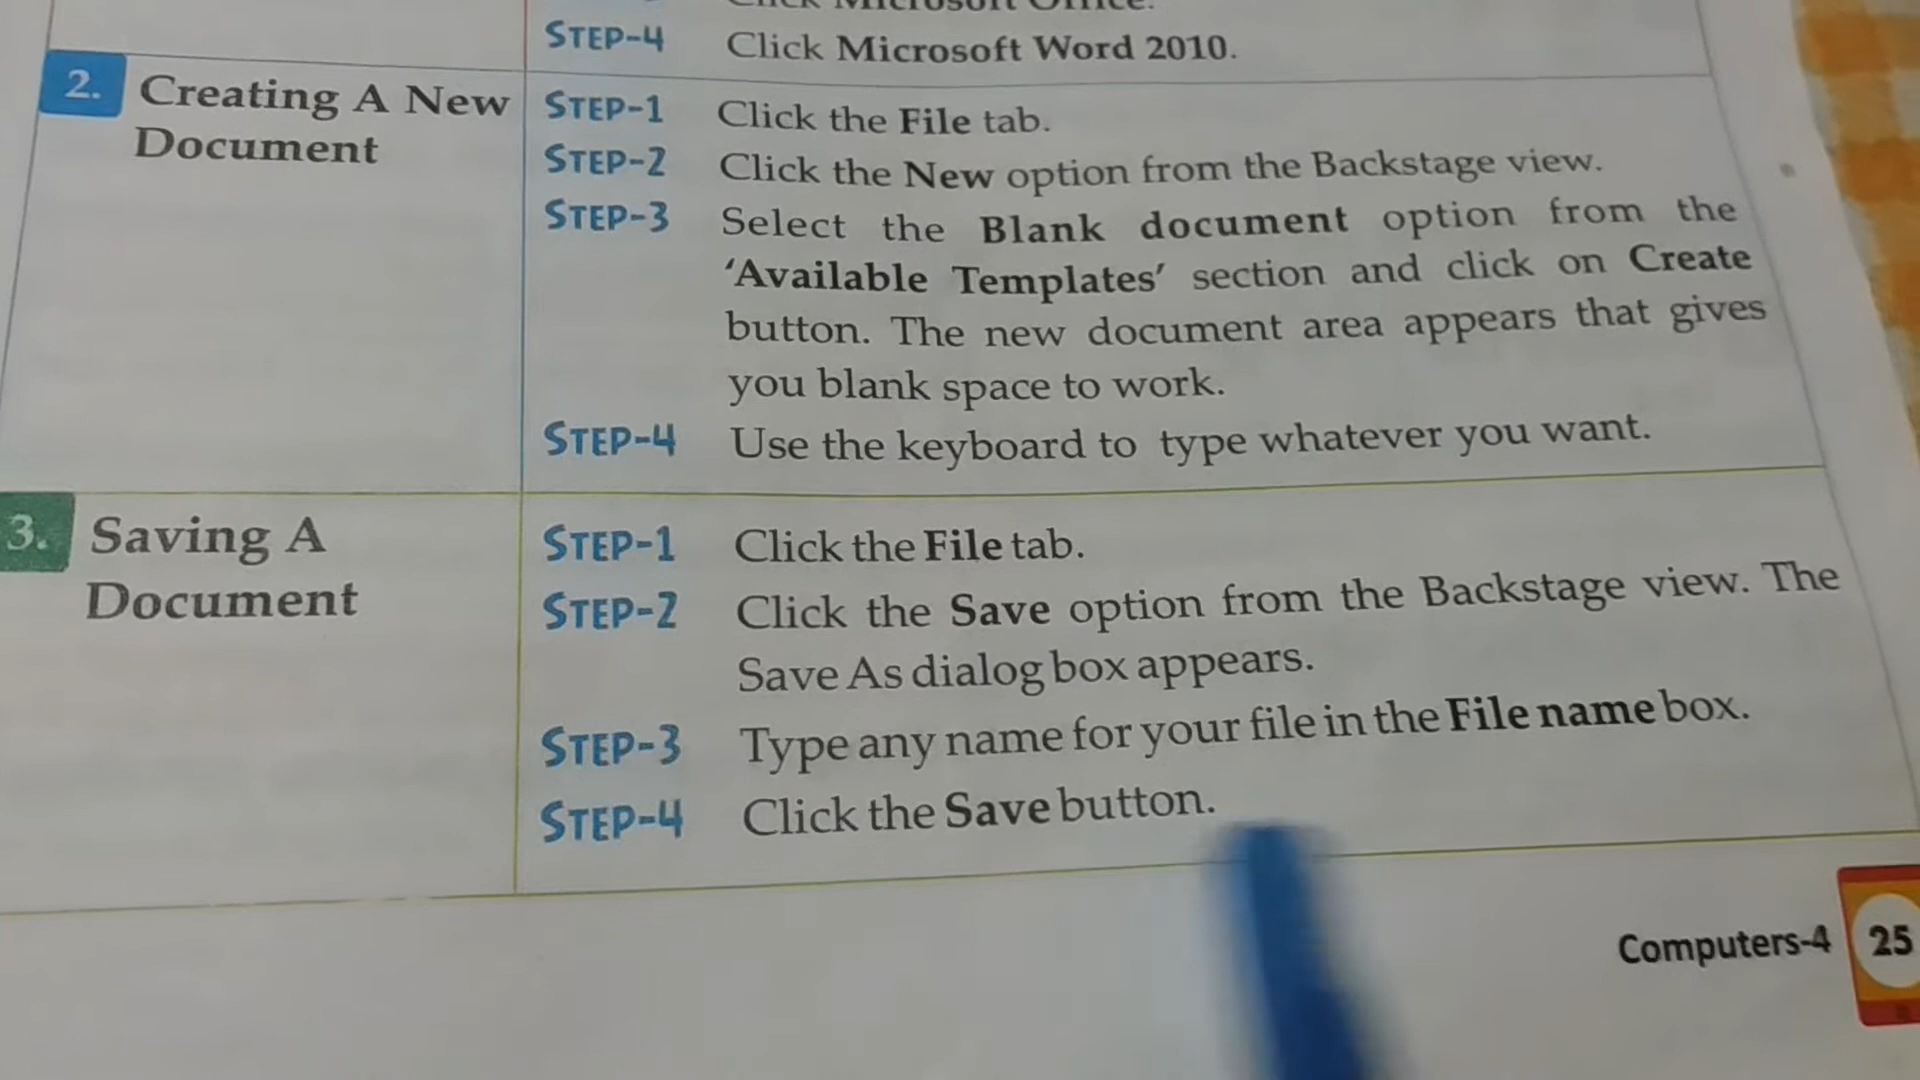 Click Microsoft Office.
STEP-4 Click Microsoft Word 2010.
2. Creating A New
Document
STEP-1 Click the File tab.
STEP-2 Click the New option from the Backstage view.
STEP-3 Select the Blank document option from the
'Available Templates' section and click on Create
button. The new document area appears that gives
you blank space to work.
STEP-4 Use the keyboard to type whatever you want.
3. Saving A
Document
STEP-1 Click the File tab.
STEP-2 Click the Save option from the Backstage view. The
Save As dialog box appears.
STEP-3 Type any name for your file in the File name box.
STEP-4 Click the Save button.
Computers-4 25